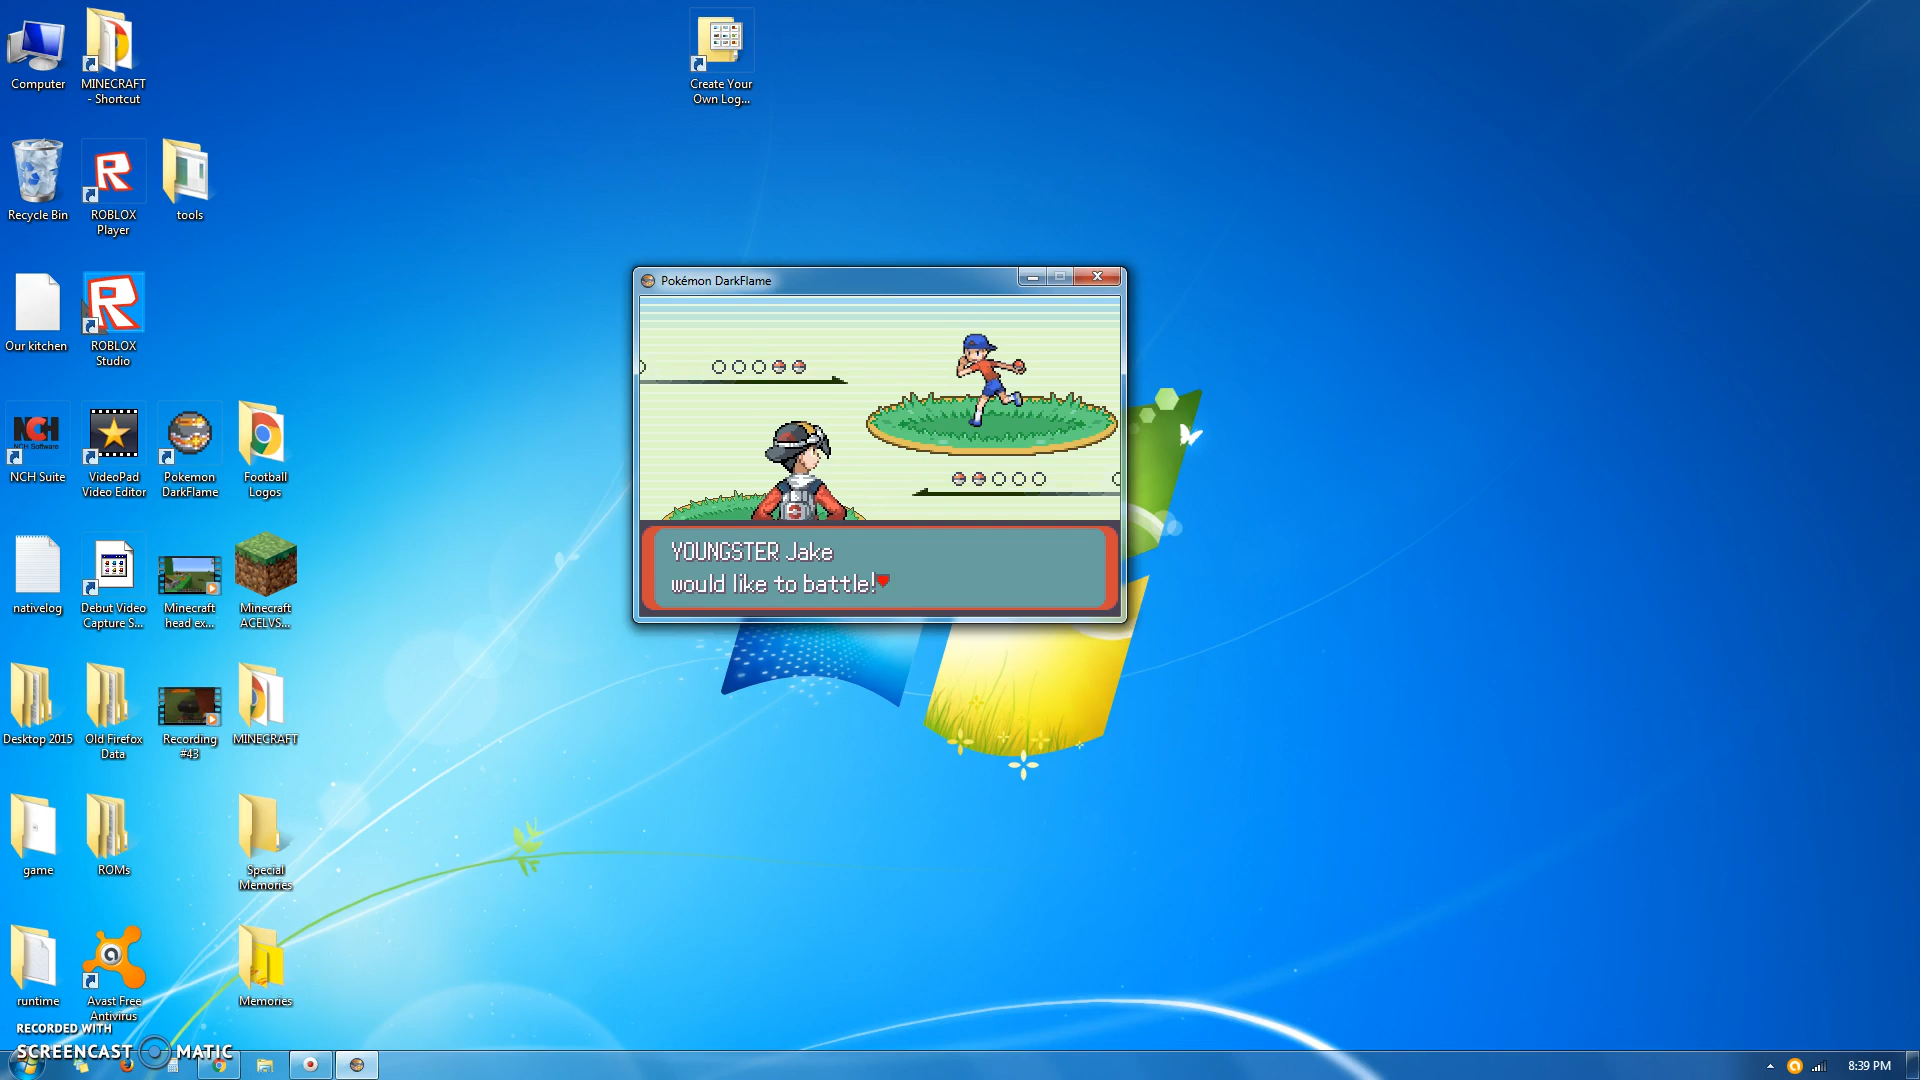 Computer
MINECRAFT
- Shortcut
Create Your
Own Log...
Recycle Bin
ROBLOX
Player
tools
Our kitchen
ROBLOX
Studio
Pokémon DarkFlame
YOUNGSTER Jake
would like to battle!
NCH
NCH Software
NCH Suite
VideoPad
Video Editor
Pokemon
DarkFlame
Football
Logos
nativelog
Debut Video
Capture S...
Minecraft
head ex...
Minecraft
ACELVS...
Desktop 2015
Old Firefox
Data
Recording
#43
MINECRAFT
game
ROMs
Special
Memories
runtime
Avast Free
Antivirus
Memories
RECORDED WITH
SCREENCAST MATIC
8:39 PM